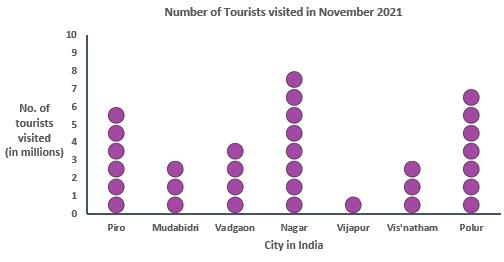 Number of Tourists visited in November 2021
10
9
8
7
6
5
4
3
2
1
0
No. of
tourists
visited
(in millions)
Piro Mudabidri Vadgaon Nagar Vijapur Vis'natham Polur
City in India